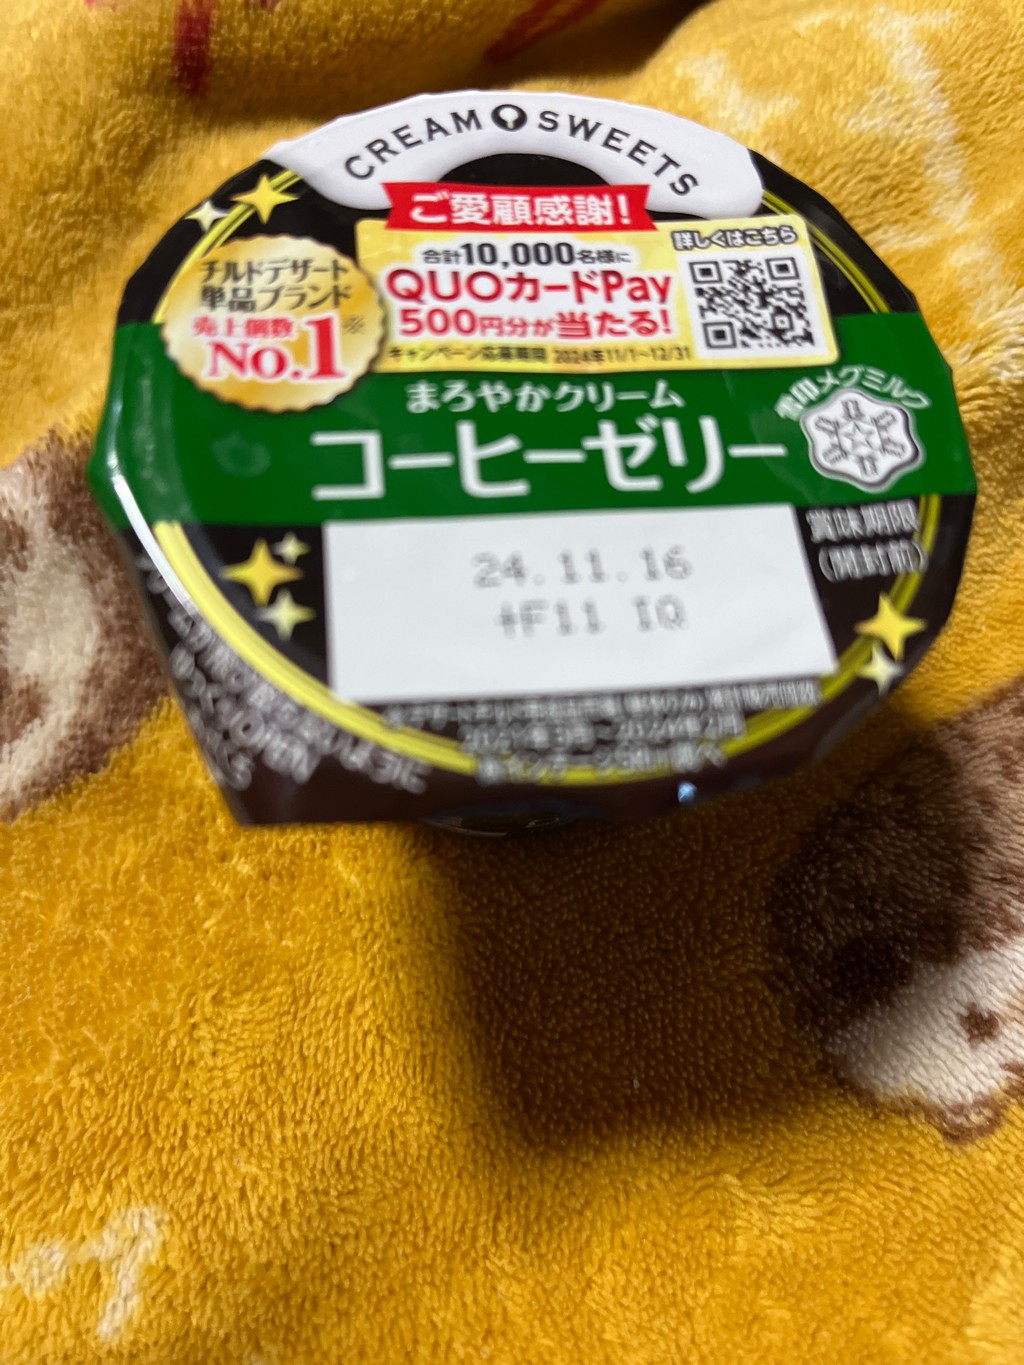 CREAM SWEETS
ご愛顧感謝!
合計10,000名様に
QUOカードPay
500円分が当たる!
キャンペーン応募期間 2024年11/1~12/31
詳しくはこちら
チルドデザート
単品ブランド
売上個数
No.1※
まろやかクリーム
コーヒーゼリー
雪印メグミルク
賞味期限
(開封前)
24.11.16
+F11 IQ
OPEN